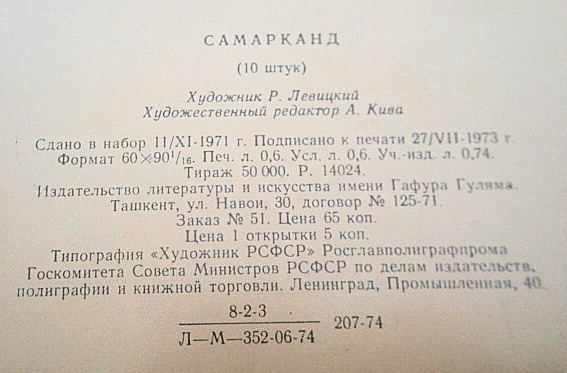 САМАРКАНД
(10 штук)
Художник Р. Левицкий
Художественный редактор А. Кива
Сдано в набор 11/XI-1971 г. Подписано к печати 27/VII-1973 г.
Формат 60×90¹/₁₆. Печ. л. 0,6. Усл. л. 0,6. Уч.-изд. л. 0,74.
Тираж 50 000. Р. 14024.
Издательство литературы и искусства имени Гафура Гуляма.
Ташкент, ул. Навои, 30, договор № 125-71.
Заказ № 51. Цена 65 коп.
Цена 1 открытки 5 коп.
Типография «Художник РСФСР» Росглавполиграфпрома
Госкомитета Совета Министров РСФСР по делам издательств,
полиграфии и книжной торговли. Ленинград, Промышленная, 40.
8-2-3
Л—М—352-06-74
207-74